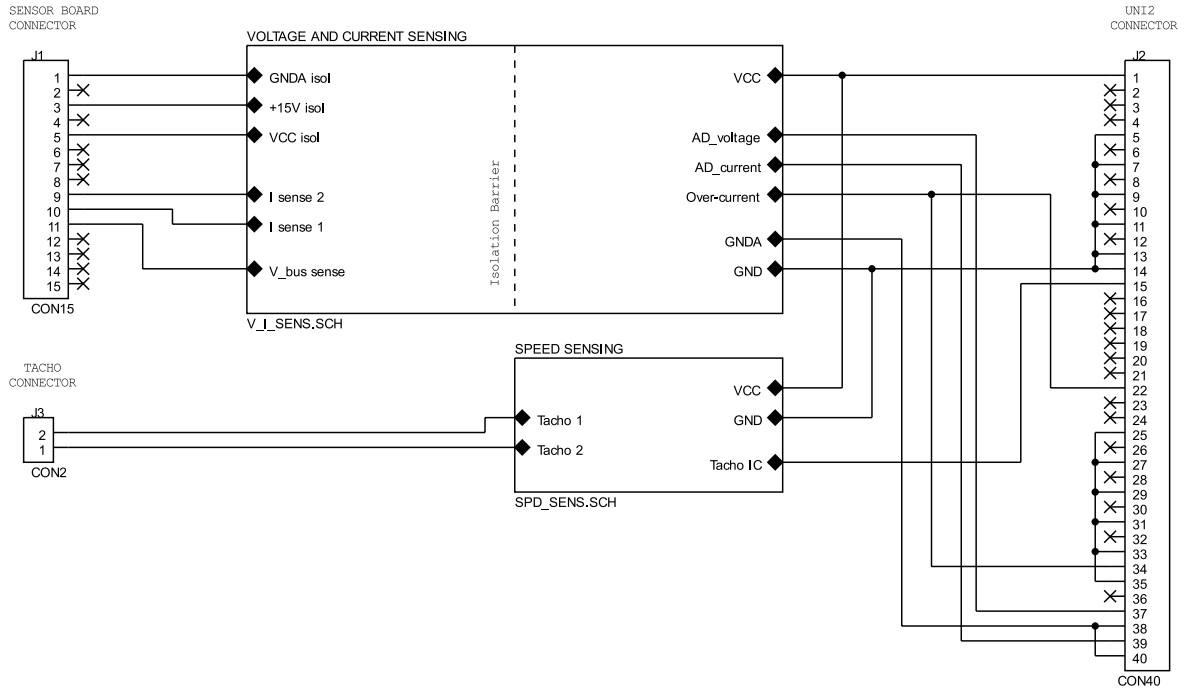 SENSOR BOARD
CONNECTOR
J1
1
2
3
4
5
6
7
8
9
10
11
12
13
14
15
CON15
VOLTAGE AND CURRENT SENSING
GNDA isol
+15V isol
VCC isol
I sense 2
I sense 1
V_bus sense
Isolation Barrier
VCC
AD_voltage
AD_current
Over-current
GNDA
GND
V_I_SENS.SCH
TACHO
CONNECTOR
J3
2
1
CON2
SPEED SENSING
Tacho 1
Tacho 2
VCC
GND
Tacho IC
SPD_SENS.SCH
UNI2
CONNECTOR
J2
1
2
3
4
5
6
7
8
9
10
11
12
13
14
15
16
17
18
19
20
21
22
23
24
25
26
27
28
29
30
31
32
33
34
35
36
37
38
39
40
CON40